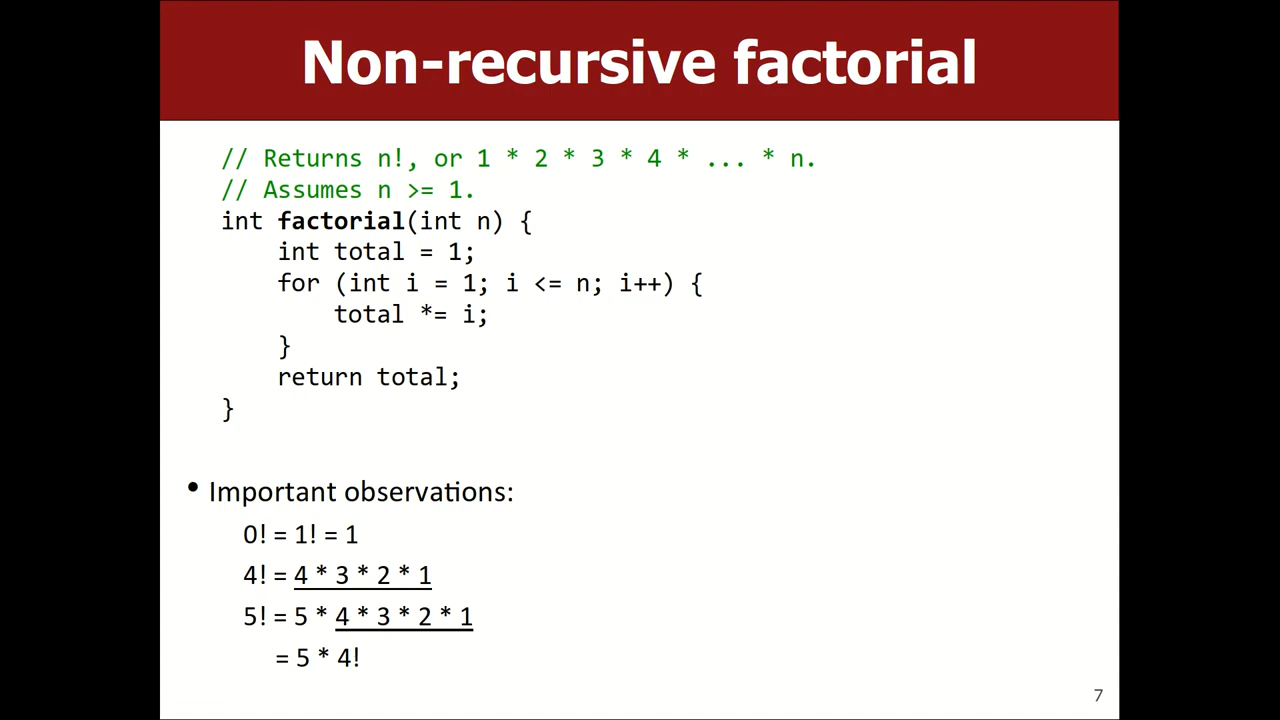 Non-recursive factorial
// Returns n!, or 1 * 2 * 3 * 4 * ... * n.
// Assumes n >= 1.
int factorial(int n) {
    int total = 1;
    for (int i = 1; i <= n; i++) {
        total *= i;
    }
    return total;
}
• Important observations:
0! = 1! = 1
4! = 4 * 3 * 2 * 1
5! = 5 * 4 * 3 * 2 * 1
= 5 * 4!
7